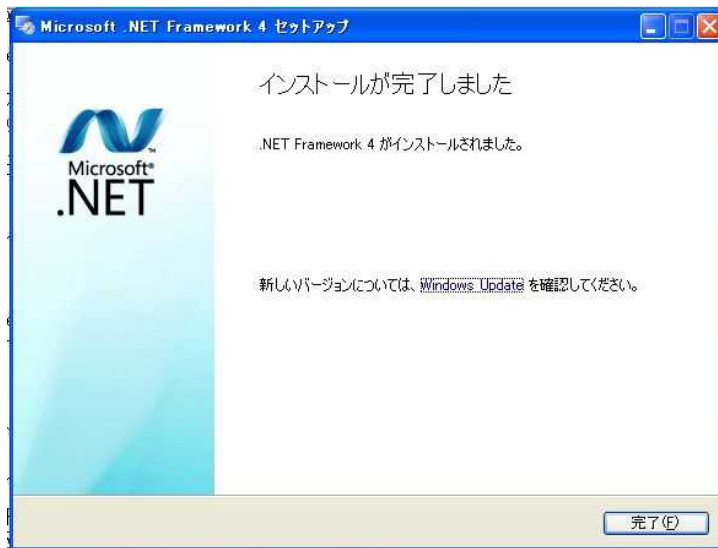 Microsoft .NET Framework 4 セットアップ
インストールが完了しました
.NET Framework 4 がインストールされました。
Microsoft®
.NET
新しいバージョンについては、Windows Update を確認してください。
完了(F)